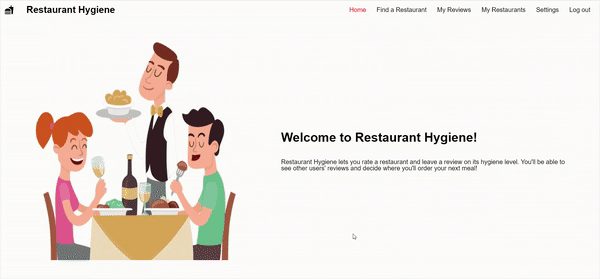 Restaurant Hygiene Home Find a Restaurant My Reviews My Restaurants Settings Log out
Welcome to Restaurant Hygiene!
Restaurant Hygiene lets you rate a restaurant and leave a review on its hygiene level. You'll be able to
see other users' reviews and decide where you'll order your next meal!